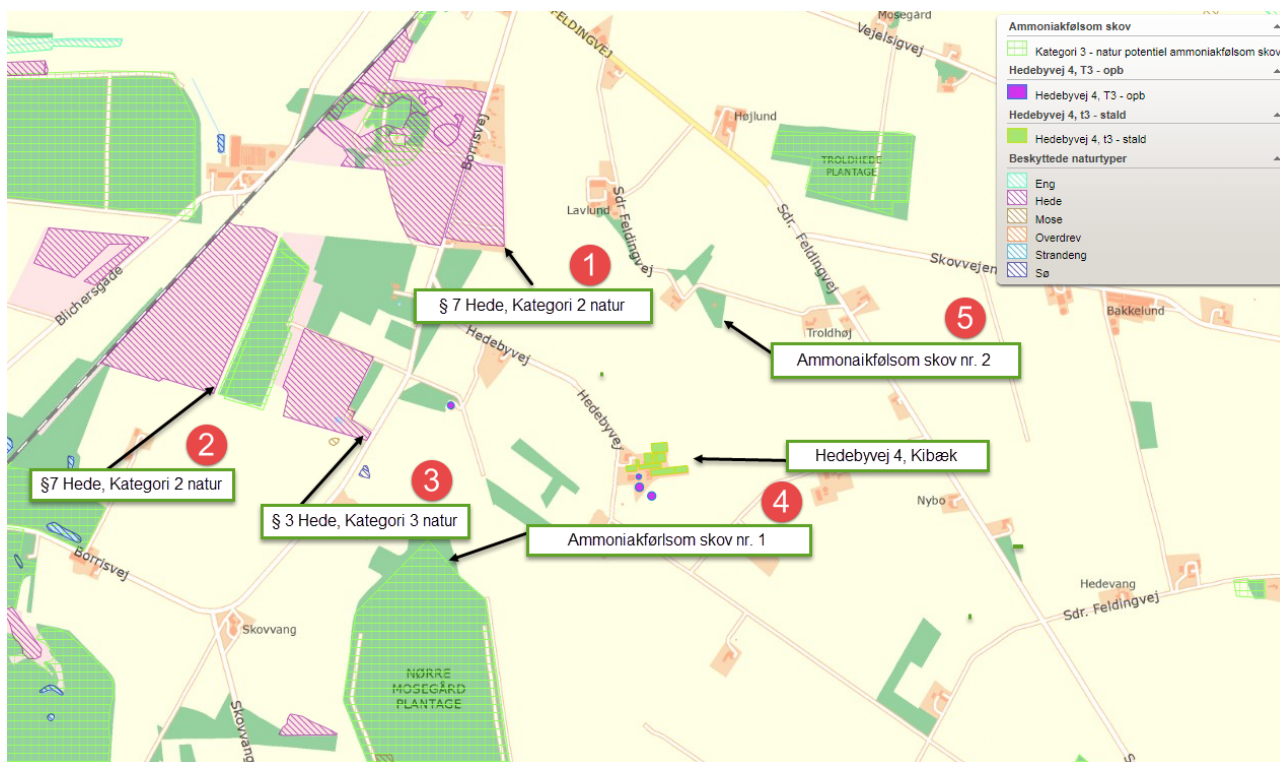 FELDINGVEJ
Mosegård
Vejelsigvej
Ammoniakfølsom skov
Kategori 3 - natur potentiel ammoniakfølsom skov
Hedebyvej 4, T3 - opb
Hedebyvej 4, T3 - opb
Hedebyvej 4, t3 - stald
Hedebyvej 4, t3 - stald
Beskyttede naturtyper
Eng
Hede
Mose
Overdrev
Strandeng
Sø
Borrisvej
Højlund
TROLDHEDE
PLANTAGE
Lavlund
Sdr. Feldingvej
Sdr. Feldingvej
Skovvejen
Blichersgade
1
§ 7 Hede, Kategori 2 natur
Hedebyvej
Troldhøj
Bakkelund
5
Ammonaikfølsom skov nr. 2
Hedebyvej
2
§7 Hede, Kategori 2 natur
3
§ 3 Hede, Kategori 3 natur
Hedebyvej 4, Kibæk
4
Ammoniakførlsom skov nr. 1
Nybo
Borrisvej
Hedevang
Sdr. Feldingvej
Skovvang
NØRRE
MOSEGÅRD
PLANTAGE
Skovvang
S